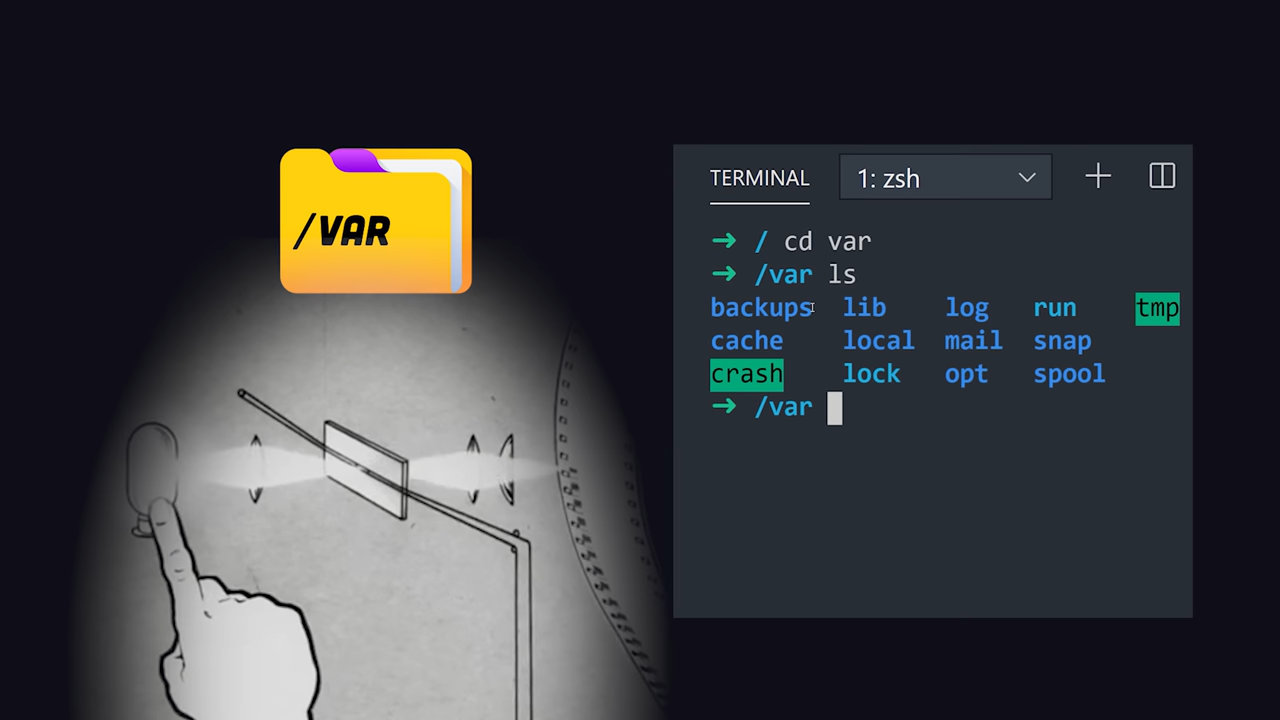 /VAR
TERMINAL 1: zsh
➜ / cd var
➜ /var ls
backups lib log run tmp
cache local mail snap
crash lock opt spool
➜ /var